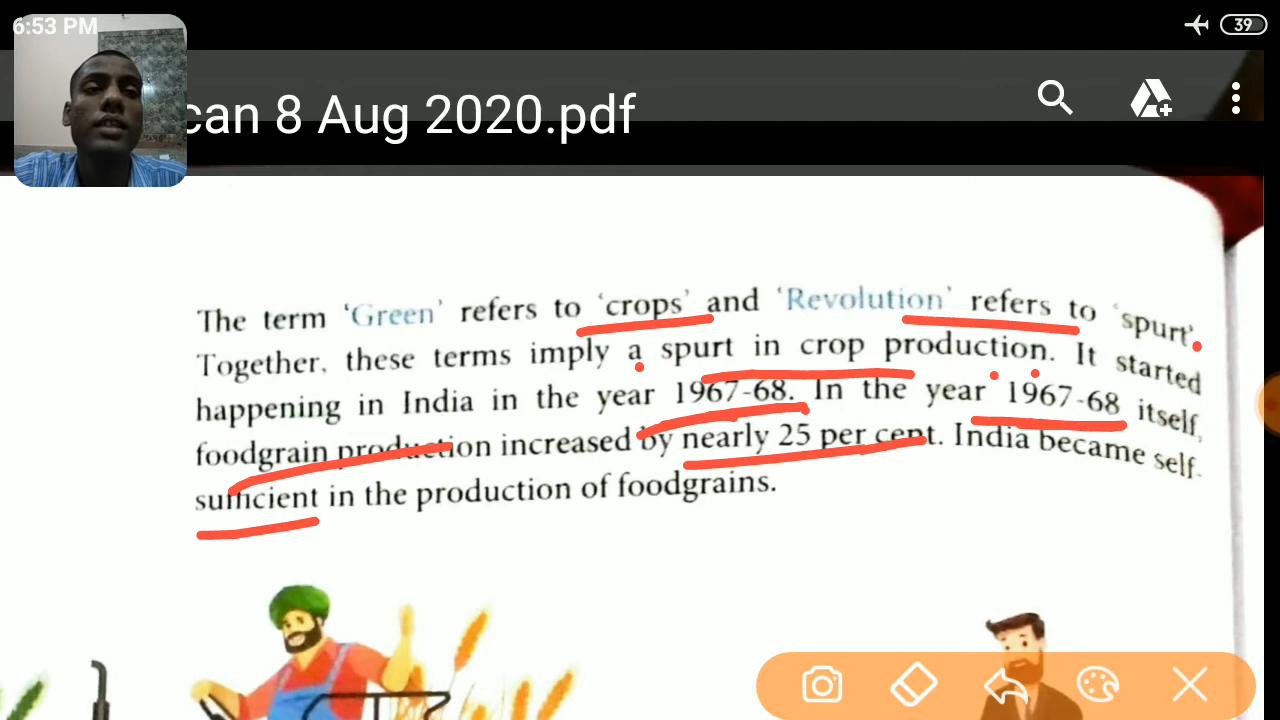 6:53 PM
39
can 8 Aug 2020.pdf
The term 'Green' refers to 'crops' and 'Revolution' refers to 'spurt'.
Together, these terms imply a spurt in crop production. It started
happening in India in the year 1967-68. In the year 1967-68 itself,
foodgrain production increased by nearly 25 per cent. India became self-
sufficient in the production of foodgrains.